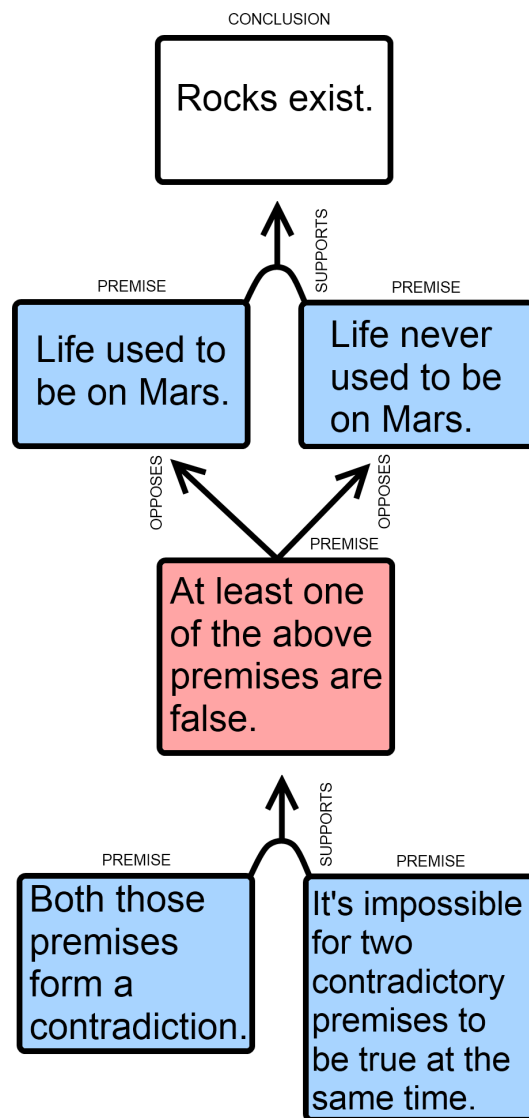 CONCLUSION
Rocks exist.
SUPPORTS
PREMISE
Life used to
be on Mars.
PREMISE
Life never
used to be
on Mars.
OPPOSES
OPPOSES
PREMISE
At least one
of the above
premises are
false.
SUPPORTS
PREMISE
Both those
premises
form a
contradiction.
PREMISE
It's impossible
for two
contradictory
premises to
be true at the
same time.